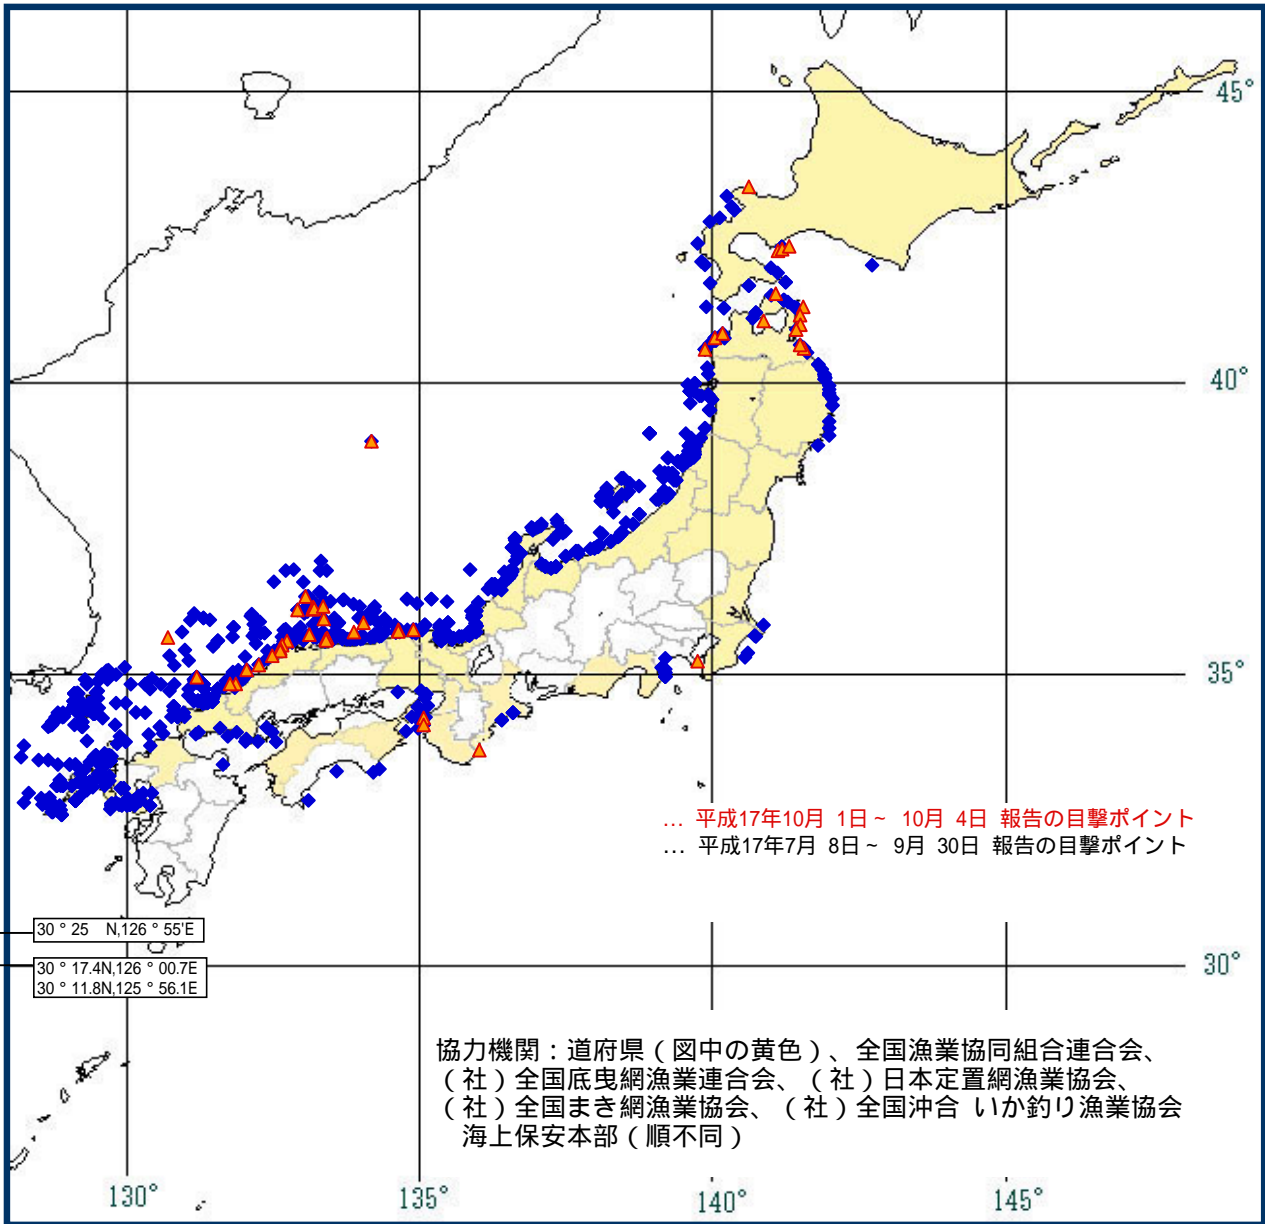 45°
40°
35°
… 平成17年10月 1日~ 10月 4日 報告の目撃ポイント
… 平成17年7月 8日~ 9月 30日 報告の目撃ポイント
30 ° 25 N,126 ° 55'E
30 ° 17.4N,126 ° 00.7E
30 ° 11.8N,125 ° 56.1E
30°
協力機関:道府県(図中の黄色)、全国漁業協同組合連合会、
(社)全国底曳網漁業連合会、(社)日本定置網漁業協会、
(社)全国まき網漁業協会、(社)全国沖合 いか釣り漁業協会
海上保安本部(順不同)
130° 135° 140° 145°